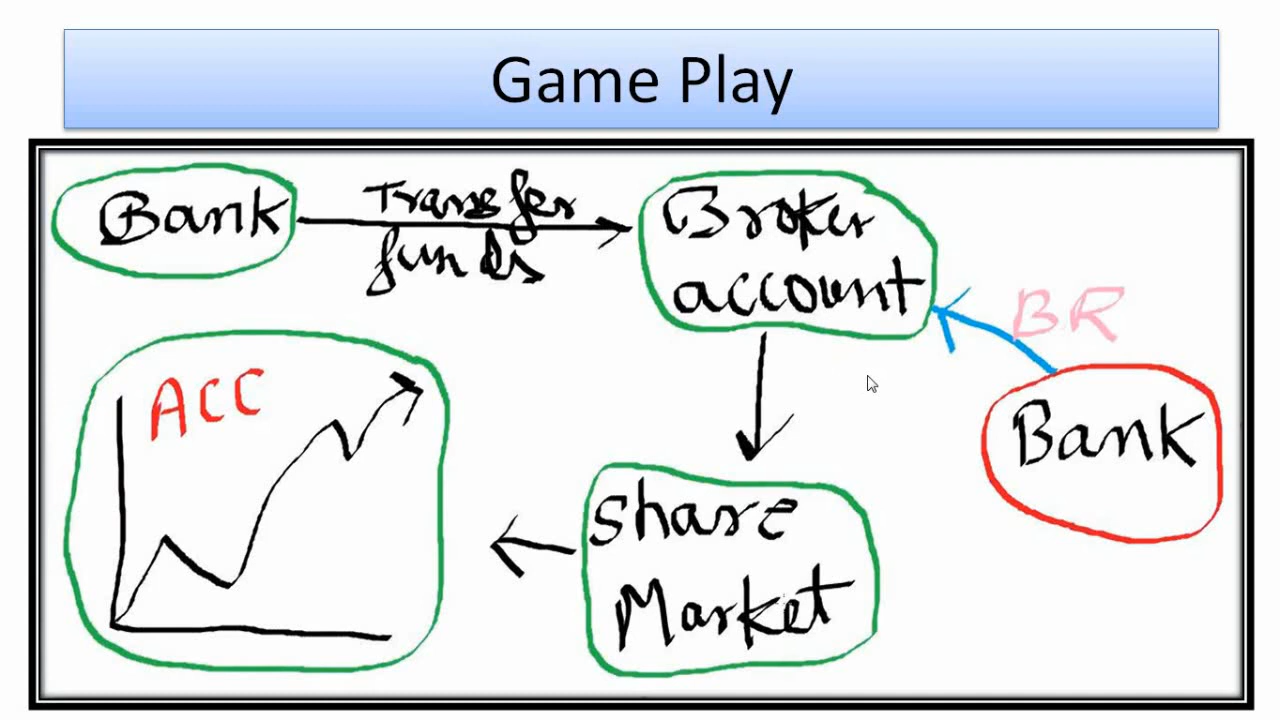 Game Play
Bank
Transfer
funds
Broker
account
BR
Bank
ACC
Share
Market